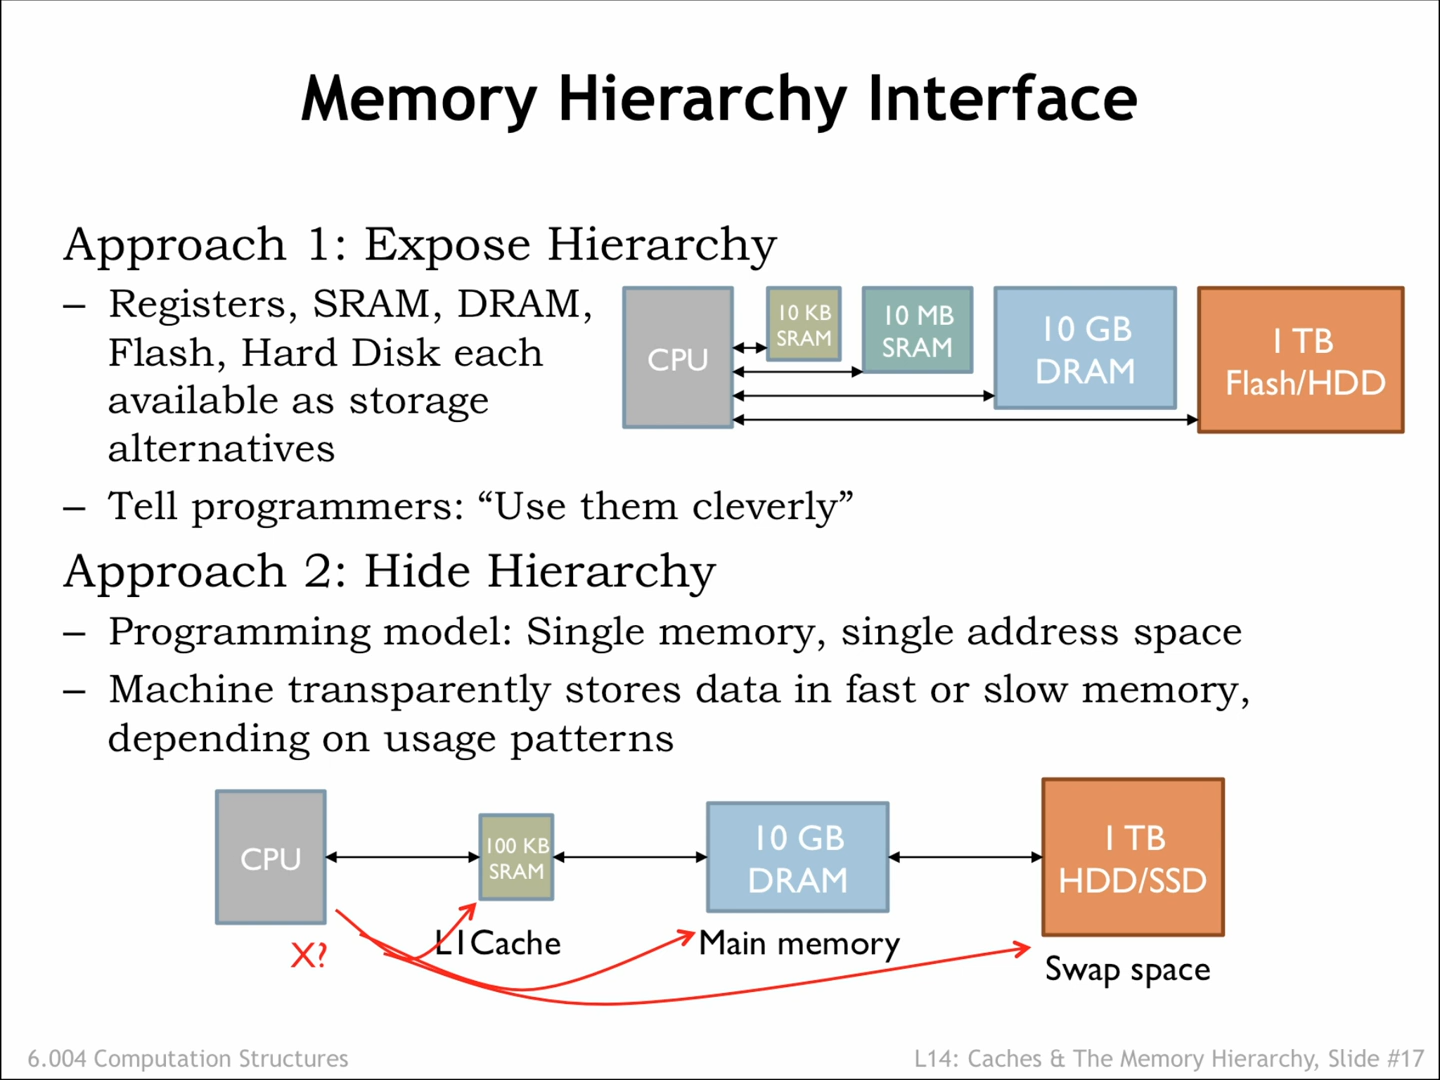 Memory Hierarchy Interface
Approach 1: Expose Hierarchy
– Registers, SRAM, DRAM,
Flash, Hard Disk each
available as storage
alternatives
CPU
10 KB
SRAM
10 MB
SRAM
10 GB
DRAM
1 TB
Flash/HDD
– Tell programmers: “Use them cleverly”
Approach 2: Hide Hierarchy
– Programming model: Single memory, single address space
– Machine transparently stores data in fast or slow memory,
depending on usage patterns
CPU
100 KB
SRAM
10 GB
DRAM
1 TB
HDD/SSD
X?
L1Cache
Main memory
Swap space
6.004 Computation Structures
L14: Caches & The Memory Hierarchy, Slide #17